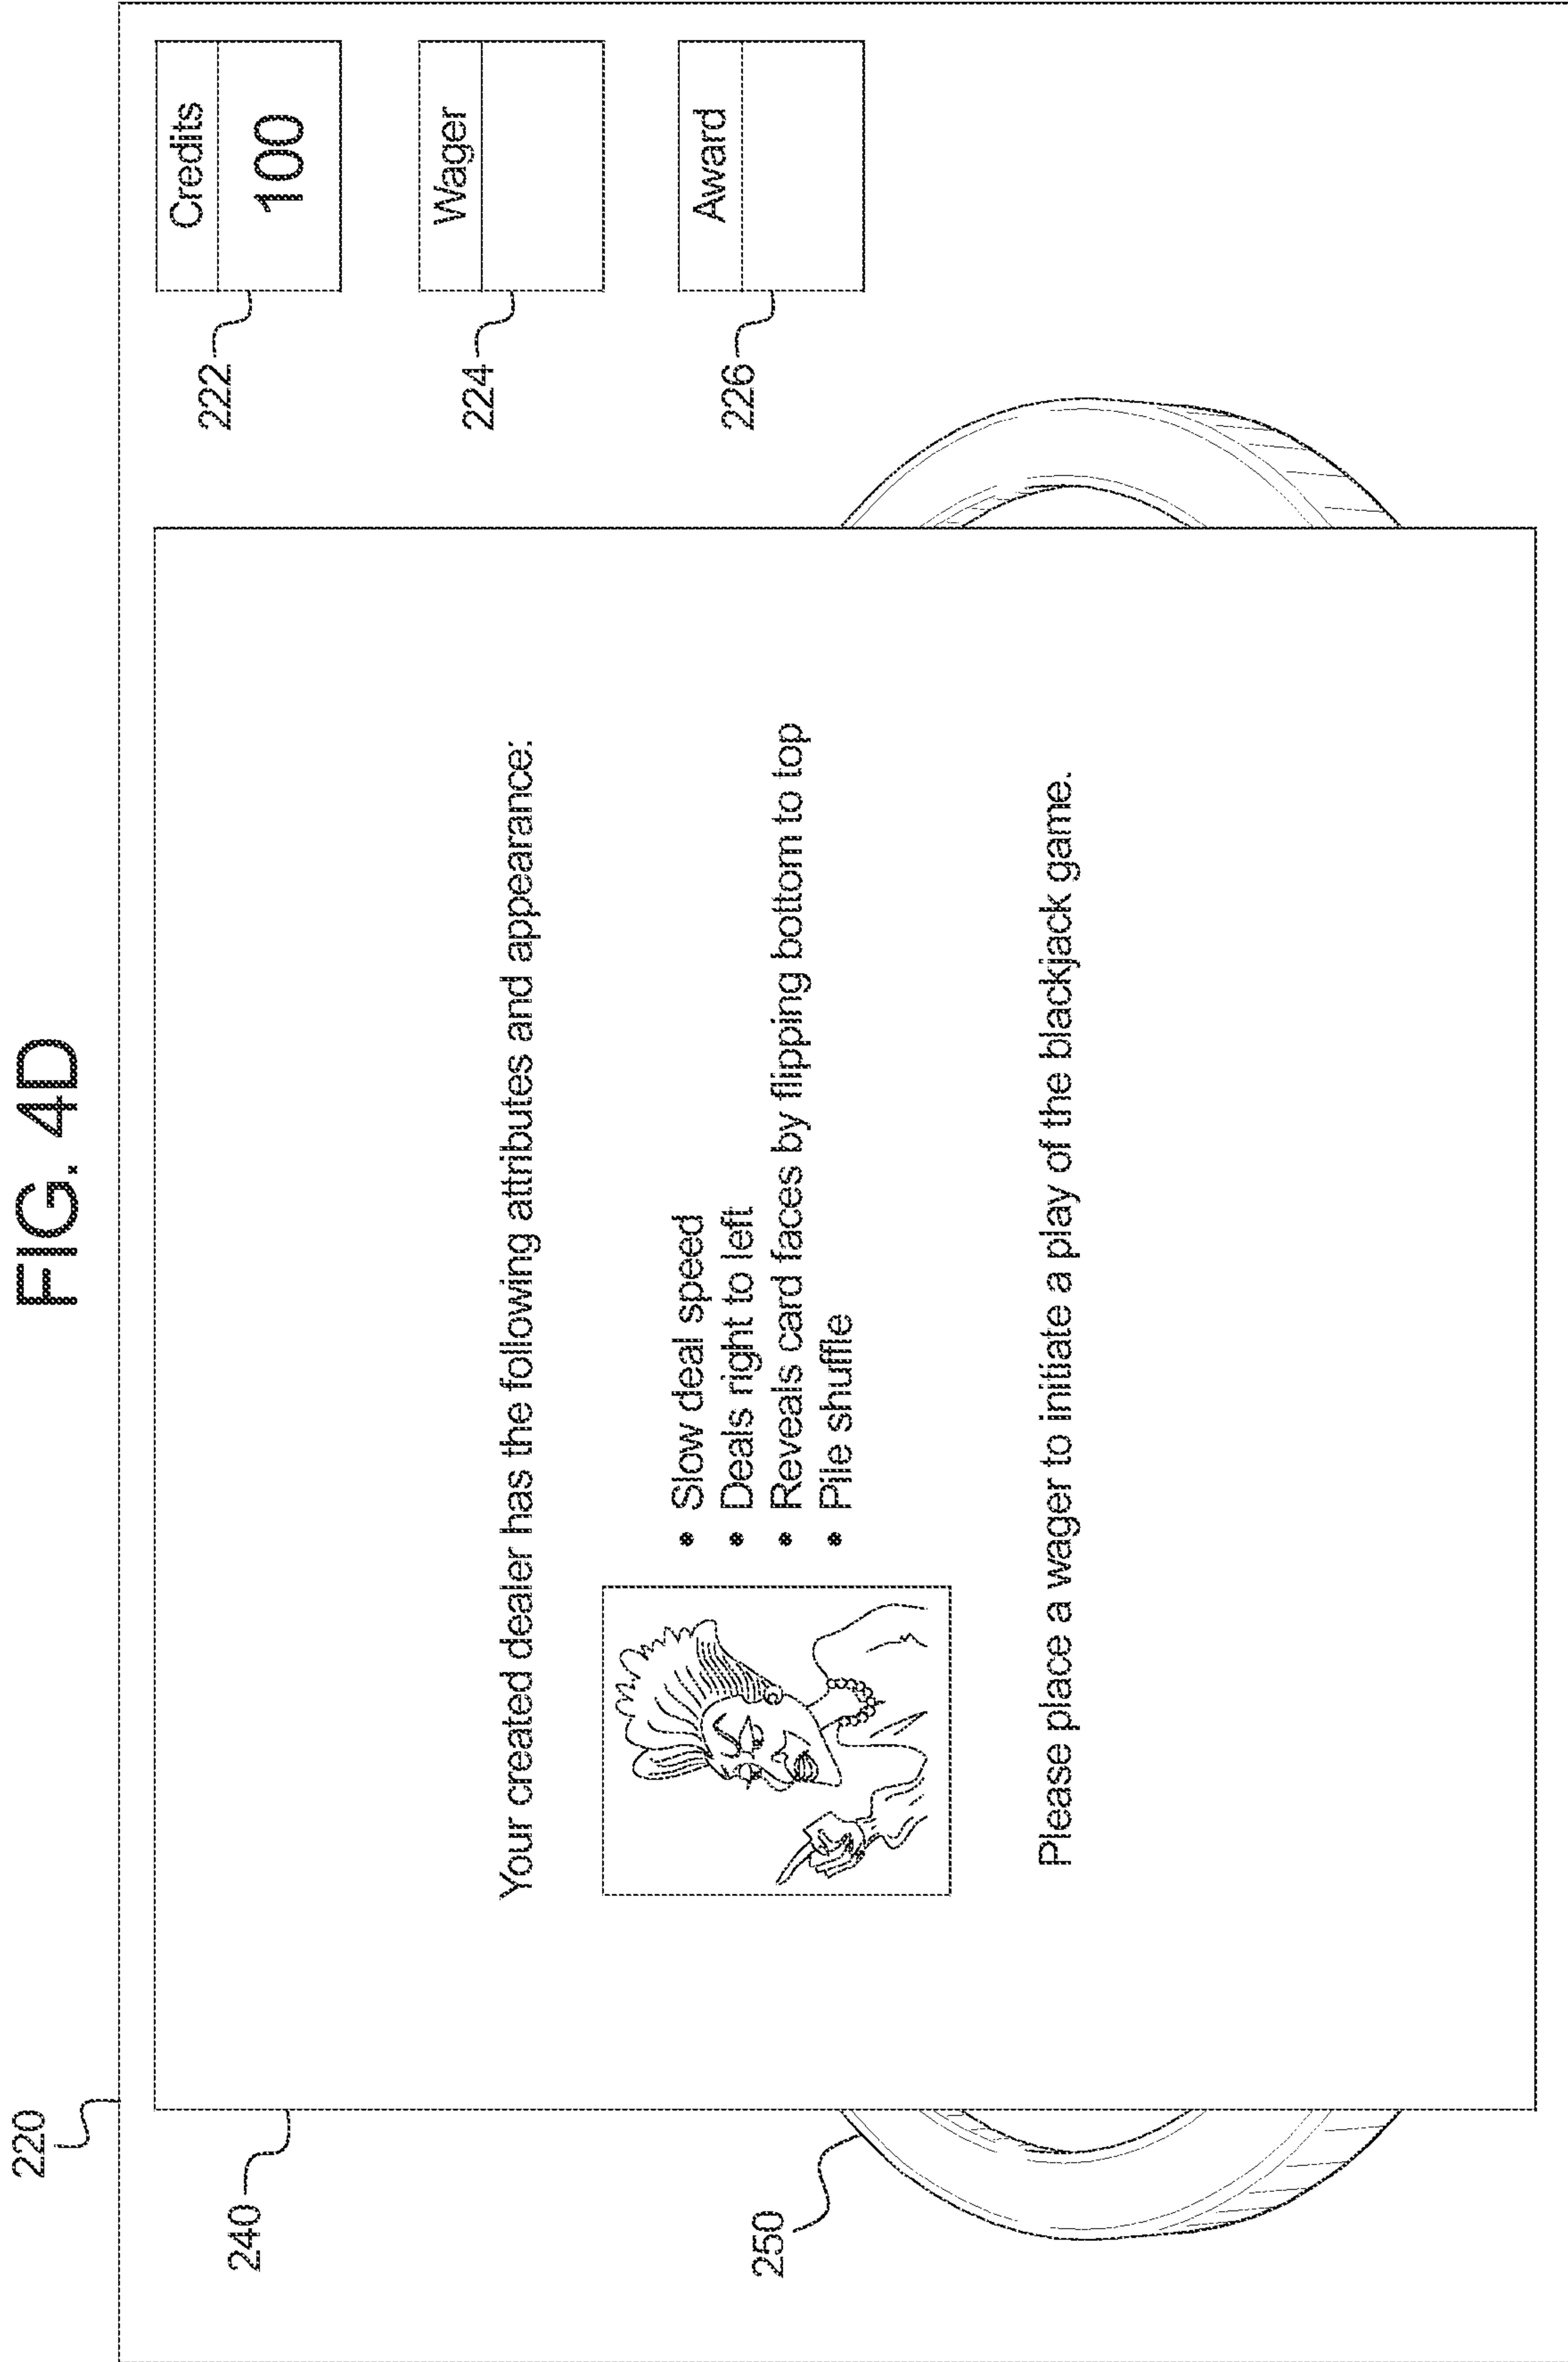 FIG. 4D
220
Credits
100
222
Wager
224
Award
226
240
Your created dealer has the following attributes and appearance:
• Slow deal speed
• Deals right to left
• Reveals card faces by flipping bottom to top
• Pile shuffle
Please place a wager to initiate a play of the blackjack game.
250